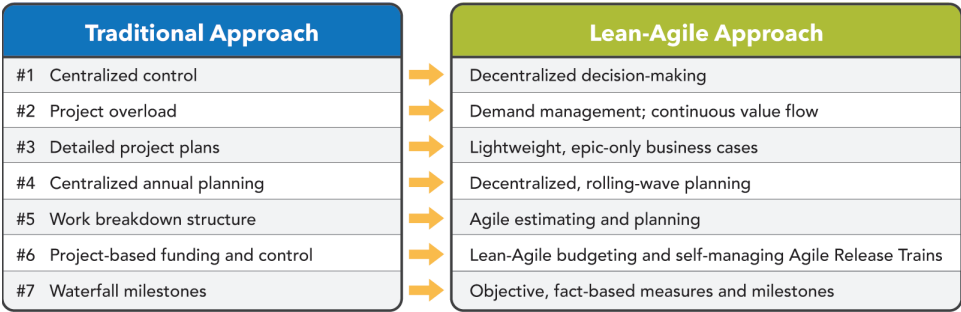 Traditional Approach
Lean-Agile Approach
#1 Centralized control
Decentralized decision-making
#2 Project overload
Demand management; continuous value flow
#3 Detailed project plans
Lightweight, epic-only business cases
#4 Centralized annual planning
Decentralized, rolling-wave planning
#5 Work breakdown structure
Agile estimating and planning
#6 Project-based funding and control
Lean-Agile budgeting and self-managing Agile Release Trains
#7 Waterfall milestones
Objective, fact-based measures and milestones